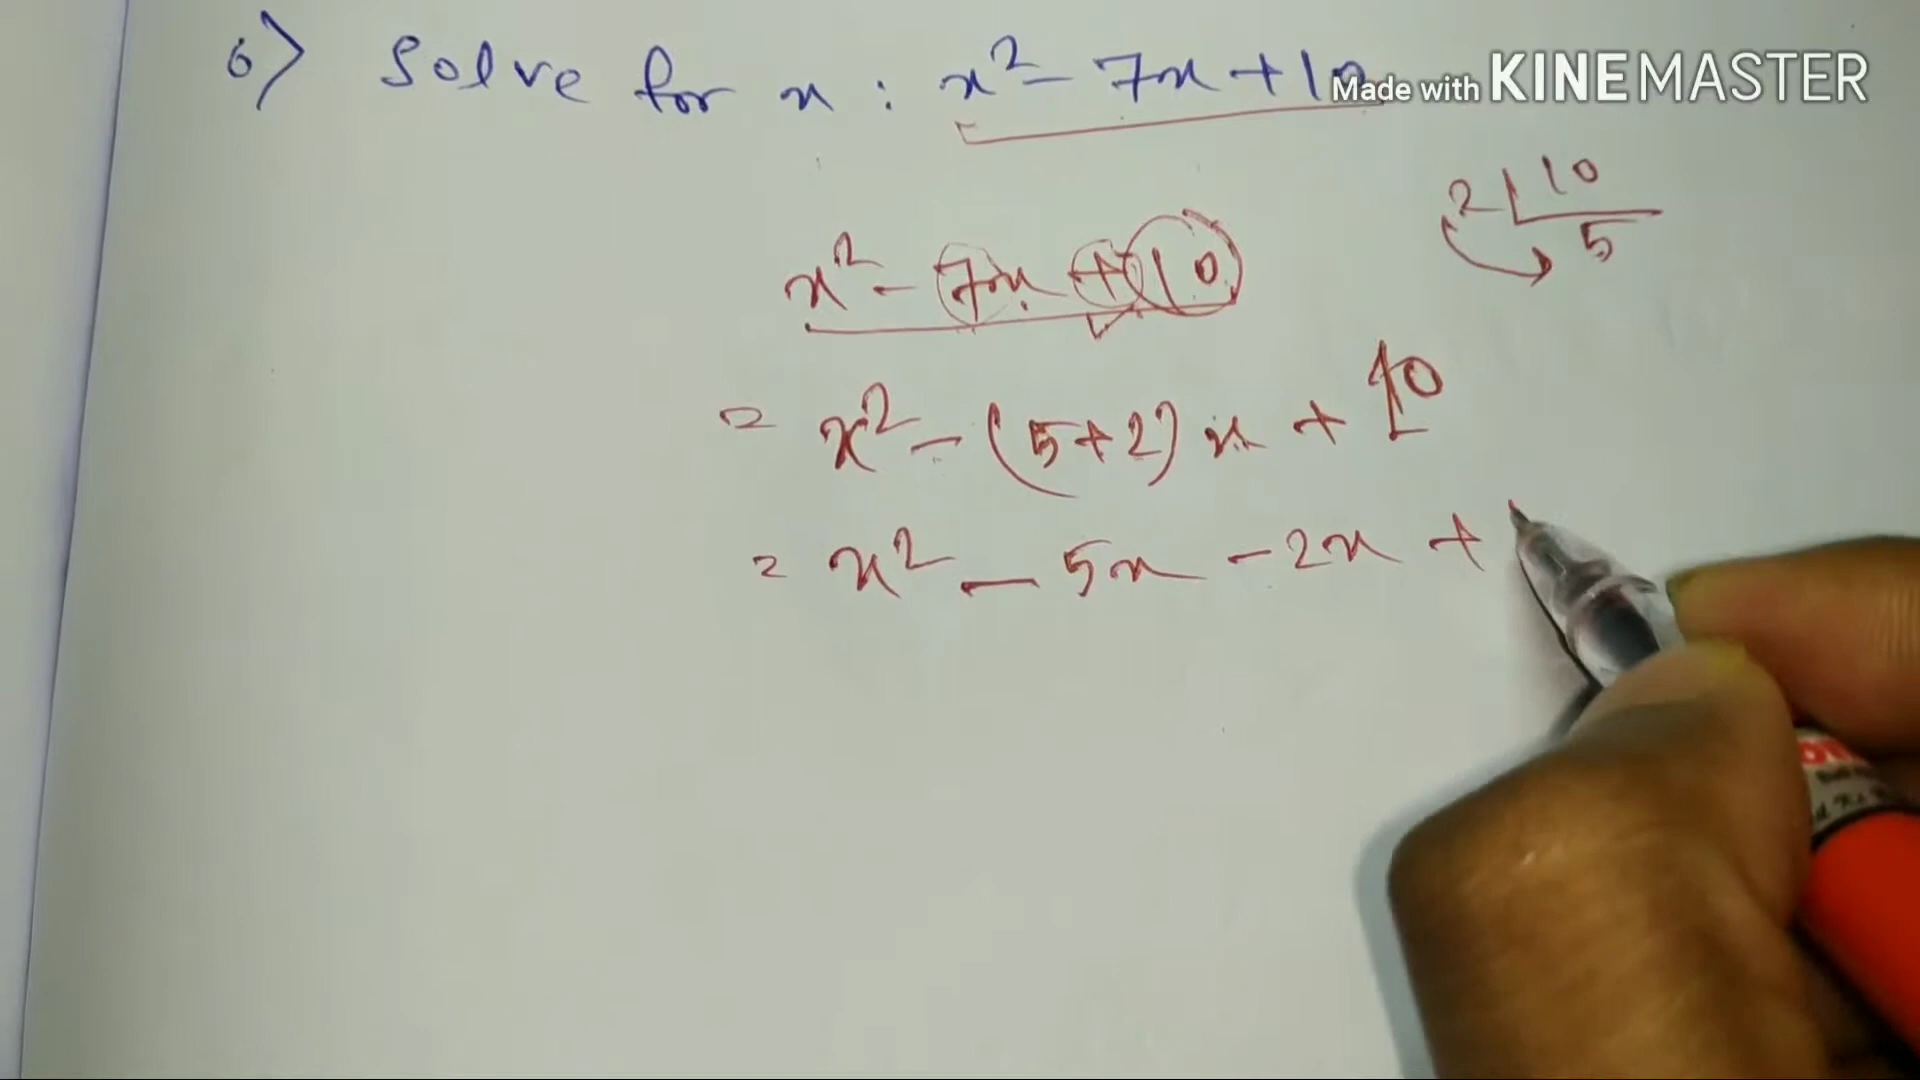 6) Solve for x : x² - 7x + 10
Made with KINEMASTER
2 | 10
5
x² - 7x + 10
= x² - (5+2) x + 10
= x² - 5x - 2x +